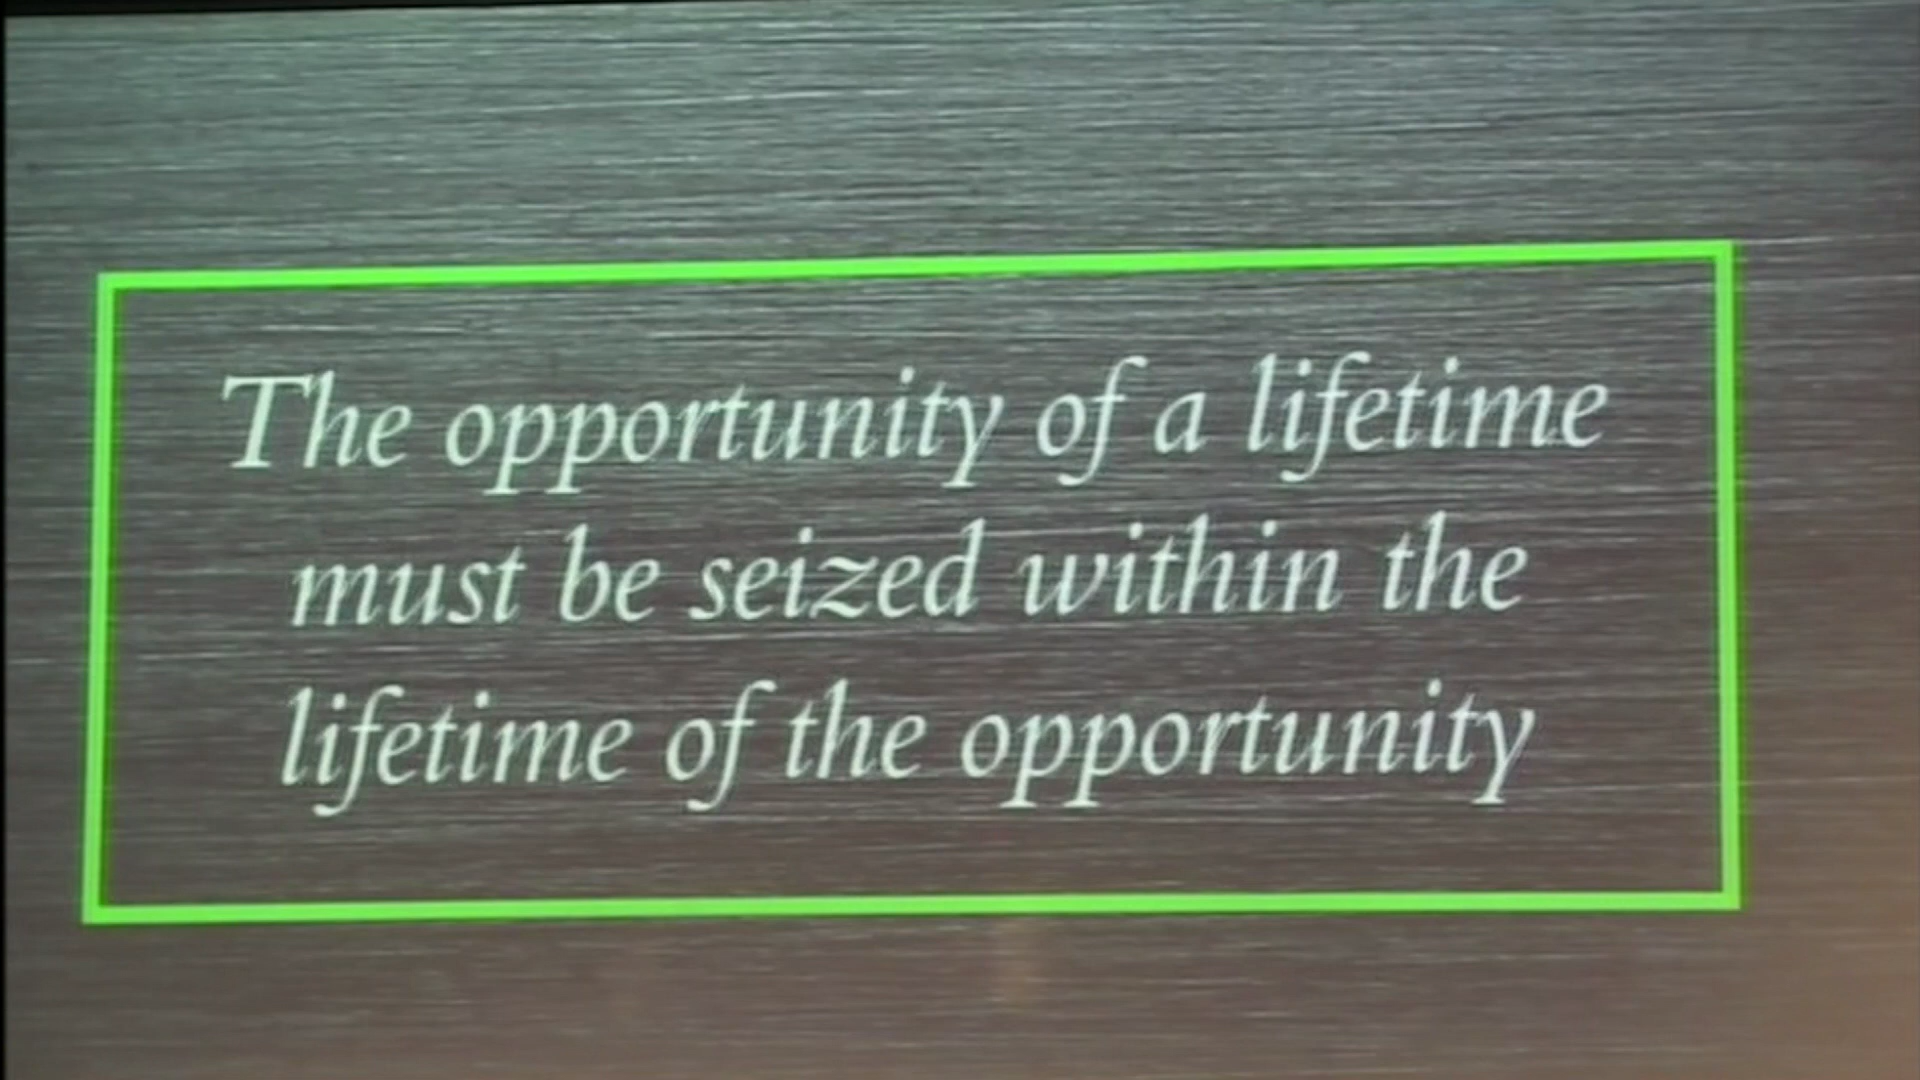 The opportunity of a lifetime
must be seized within the
lifetime of the opportunity